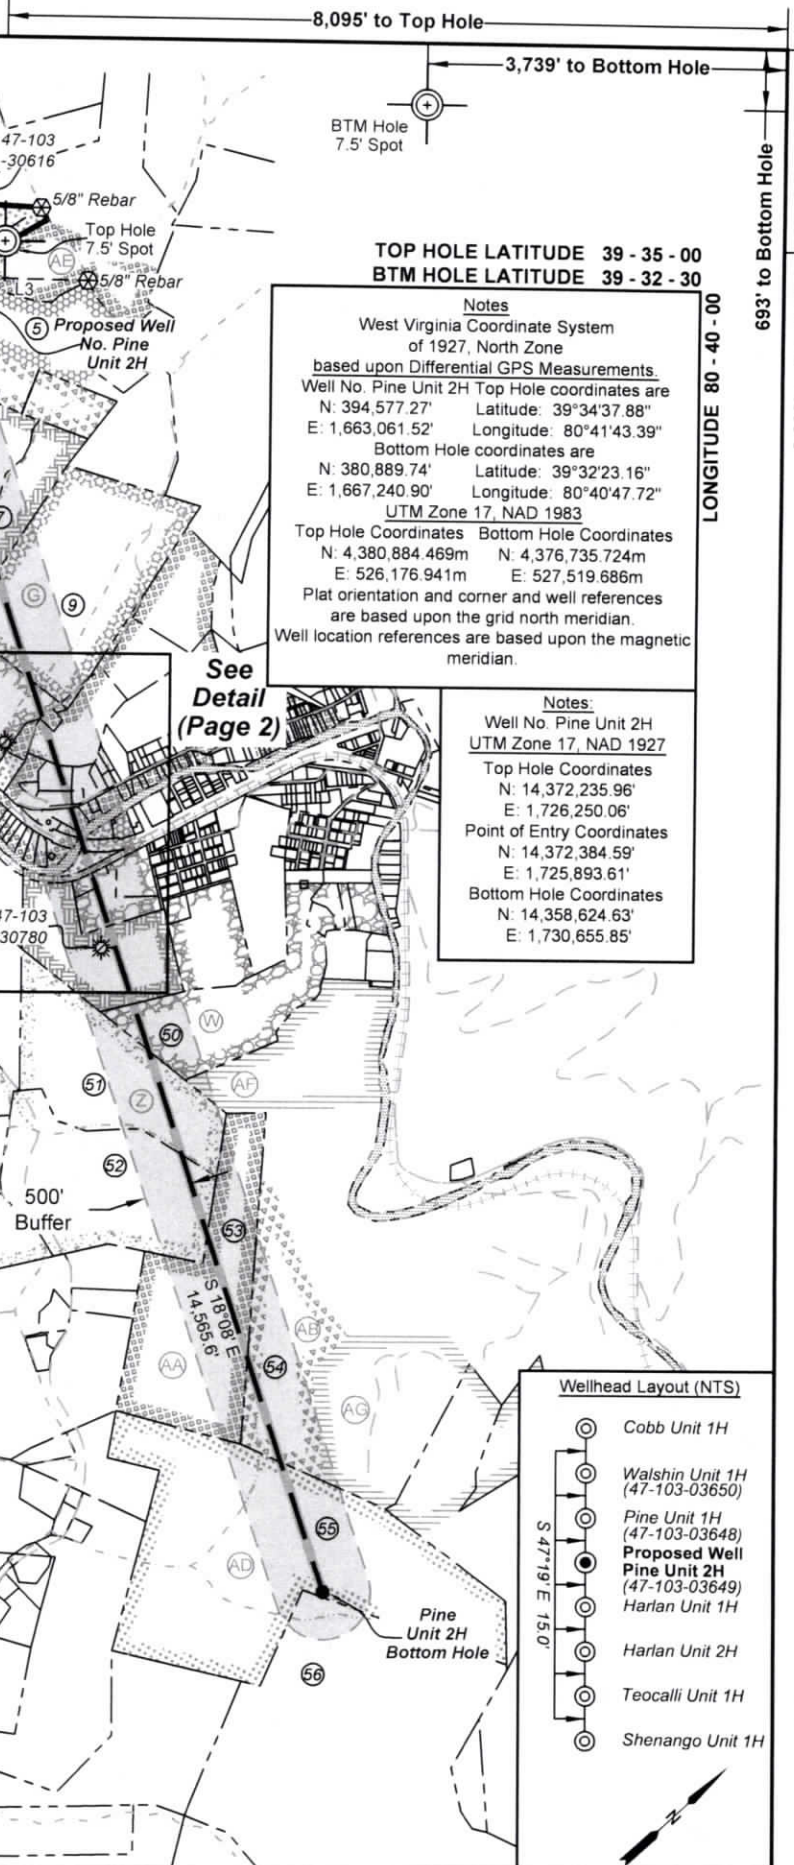 8,095' to Top Hole
3,739' to Bottom Hole
693' to Bottom Hole
BTM Hole
7.5' Spot
47-103
-30616
5/8" Rebar
Top Hole
7.5' Spot
AE
5/8" Rebar
L3
5
Proposed Well
No. Pine
Unit 2H
TOP HOLE LATITUDE 39 - 35 - 00
BTM HOLE LATITUDE 39 - 32 - 30
LONGITUDE 80 - 40 - 00
Notes
West Virginia Coordinate System
of 1927, North Zone
based upon Differential GPS Measurements.
Well No. Pine Unit 2H Top Hole coordinates are
N: 394,577.27' Latitude: 39°34'37.88"
E: 1,663,061.52' Longitude: 80°41'43.39"
Bottom Hole coordinates are
N: 380,889.74' Latitude: 39°32'23.16"
E: 1,667,240.90' Longitude: 80°40'47.72"
UTM Zone 17, NAD 1983
Top Hole Coordinates Bottom Hole Coordinates
N: 4,380,884.469m N: 4,376,735.724m
E: 526,176.941m E: 527,519.686m
Plat orientation and corner and well references
are based upon the grid north meridian.
Well location references are based upon the magnetic
meridian.
7
G
9
See
Detail
(Page 2)
Notes:
Well No. Pine Unit 2H
UTM Zone 17, NAD 1927
Top Hole Coordinates
N: 14,372,235.96'
E: 1,726,250.06'
Point of Entry Coordinates
N: 14,372,384.59'
E: 1,725,893.61'
Bottom Hole Coordinates
N: 14,358,624.63'
E: 1,730,655.85'
47-103
30780
50
W
51
Z
AF
52
500'
Buffer
53
S 18°08' E
14,565.6'
AB
AA
54
AG
55
AD
Pine
Unit 2H
Bottom Hole
56
Wellhead Layout (NTS)
Cobb Unit 1H
Walshin Unit 1H
(47-103-03650)
Pine Unit 1H
(47-103-03648)
Proposed Well
Pine Unit 2H
(47-103-03649)
Harlan Unit 1H
Harlan Unit 2H
Teocalli Unit 1H
Shenango Unit 1H
S 47°19' E 15.0'
N